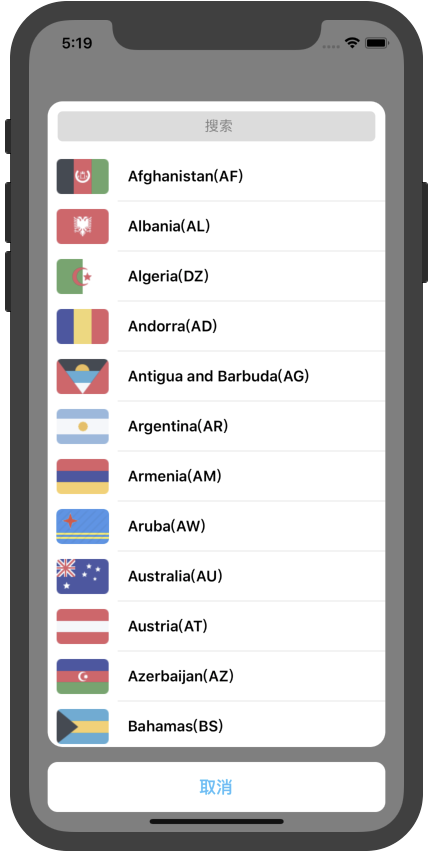 5:19
搜索
Afghanistan(AF)
Albania(AL)
Algeria(DZ)
Andorra(AD)
Antigua and Barbuda(AG)
Argentina(AR)
Armenia(AM)
Aruba(AW)
Australia(AU)
Austria(AT)
Azerbaijan(AZ)
Bahamas(BS)
取消